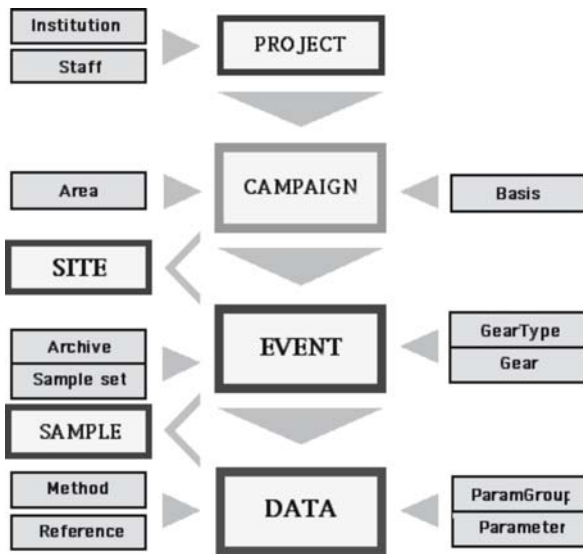 Institution
Staff
PROJECT
Area
CAMPAIGN
Basis
SITE
Archive
Sample set
EVENT
GearType
Gear
SAMPLE
Method
Reference
DATA
ParamGroup
Parameter